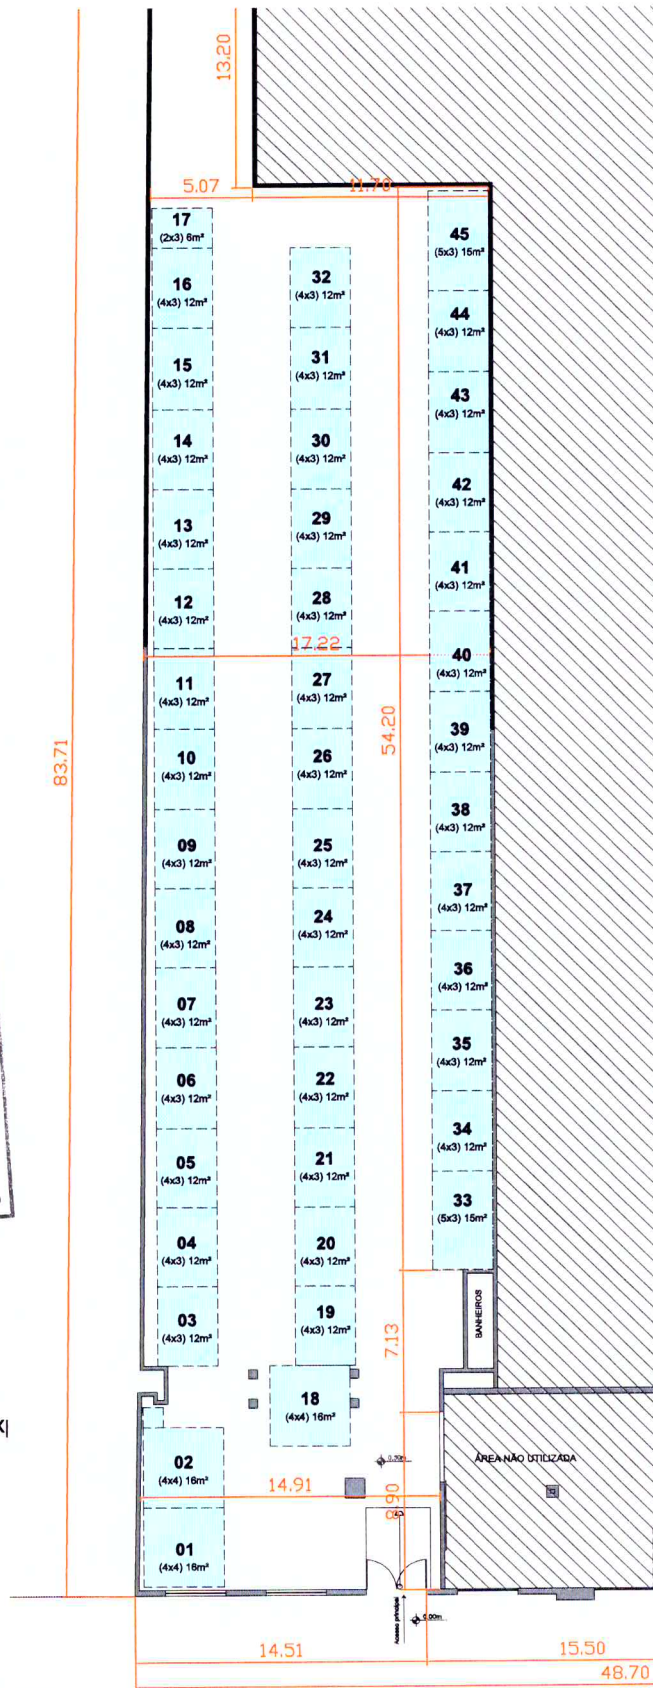 13.20
5.07
11.70
17
(2x3) 6m²
16
(4x3) 12m²
15
(4x3) 12m²
14
(4x3) 12m²
13
(4x3) 12m²
12
(4x3) 12m²
11
(4x3) 12m²
10
(4x3) 12m²
09
(4x3) 12m²
08
(4x3) 12m²
07
(4x3) 12m²
06
(4x3) 12m²
05
(4x3) 12m²
04
(4x3) 12m²
03
(4x3) 12m²
02
(4x4) 16m²
01
(4x4) 16m²
32
(4x3) 12m²
31
(4x3) 12m²
30
(4x3) 12m²
29
(4x3) 12m²
28
(4x3) 12m²
17.22
27
(4x3) 12m²
26
(4x3) 12m²
25
(4x3) 12m²
24
(4x3) 12m²
23
(4x3) 12m²
22
(4x3) 12m²
21
(4x3) 12m²
20
(4x3) 12m²
19
(4x3) 12m²
18
(4x4) 16m²
45
(5x3) 15m²
44
(4x3) 12m²
43
(4x3) 12m²
42
(4x3) 12m²
41
(4x3) 12m²
40
(4x3) 12m²
39
(4x3) 12m²
38
(4x3) 12m²
37
(4x3) 12m²
36
(4x3) 12m²
35
(4x3) 12m²
34
(4x3) 12m²
33
(5x3) 15m²
83.71
54.20
7.13
BANHEIROS
ÁREA NÃO UTILIZADA
14.91
8.90
Acesso principal
0.00m
14.51
15.50
48.70